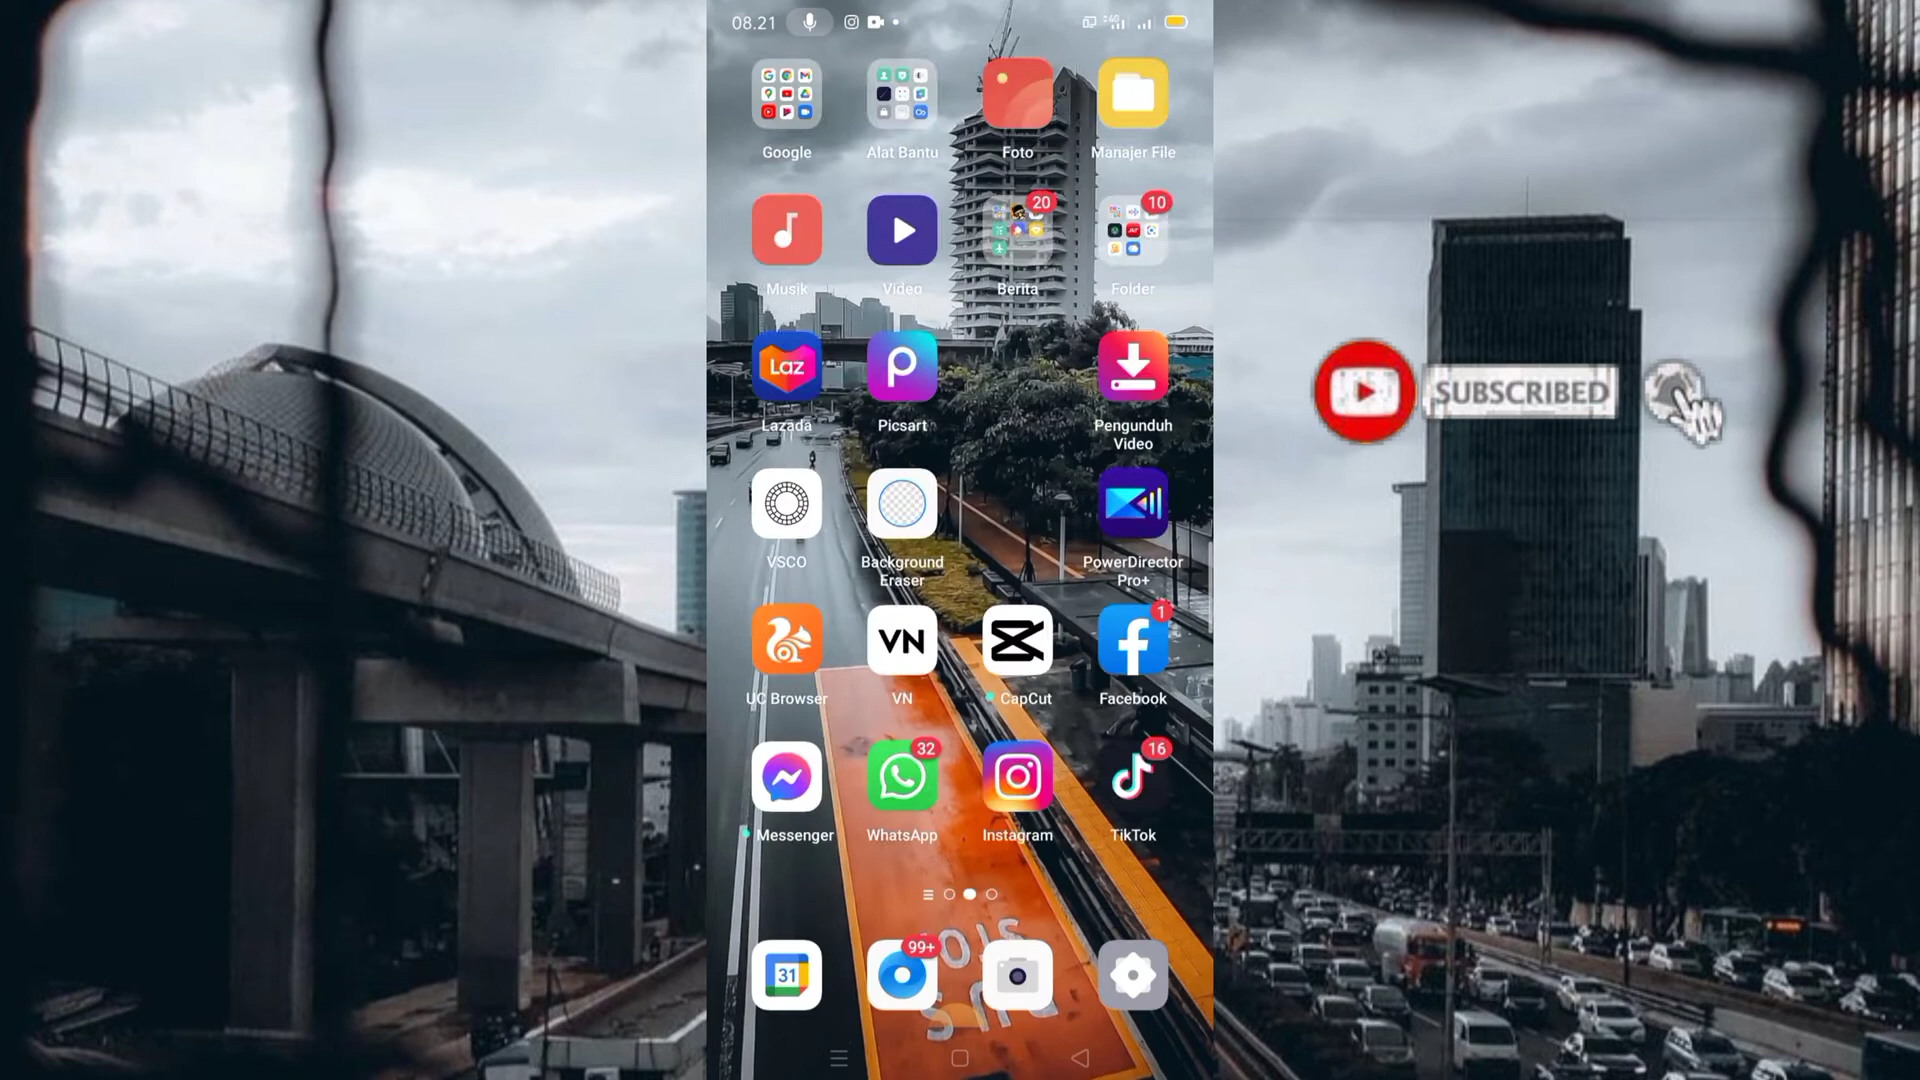 08.21
4G
Google
Alat Bantu
Foto
Manajer File
20
10
Musik
Video
Berita
Folder
Laz
Lazada
Picsart
Pengunduh
Video
SUBSCRIBED
VSCO
Background
Eraser
PowerDirector
Pro+
VN
1
UC Browser
VN
CapCut
Facebook
32
16
Messenger
WhatsApp
Instagram
TikTok
99+
31